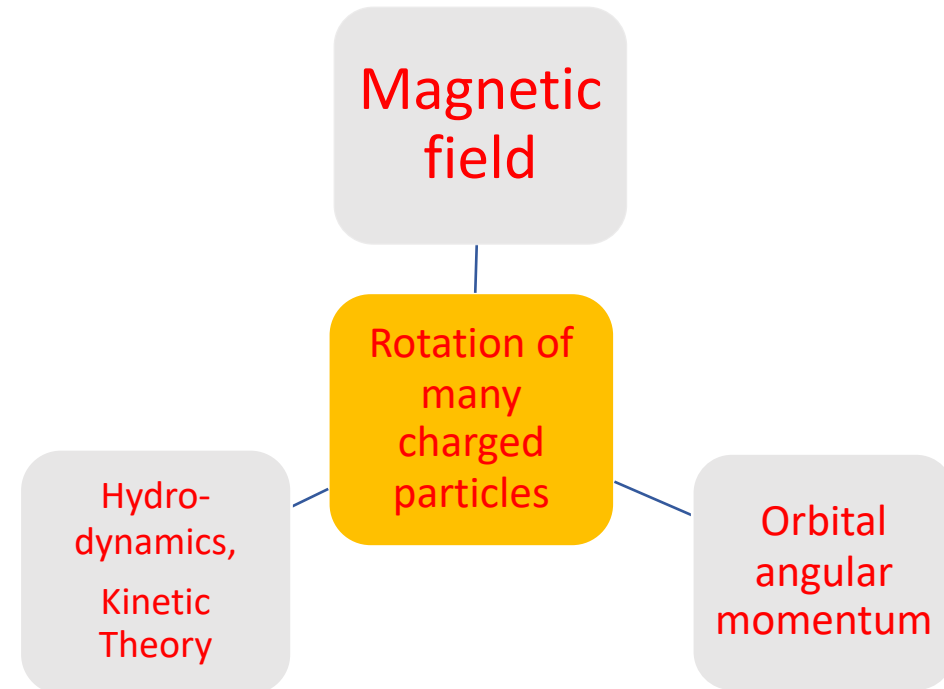 Magnetic
field
Rotation of
many
charged
particles
Hydro-
dynamics,
Kinetic
Theory
Orbital
angular
momentum